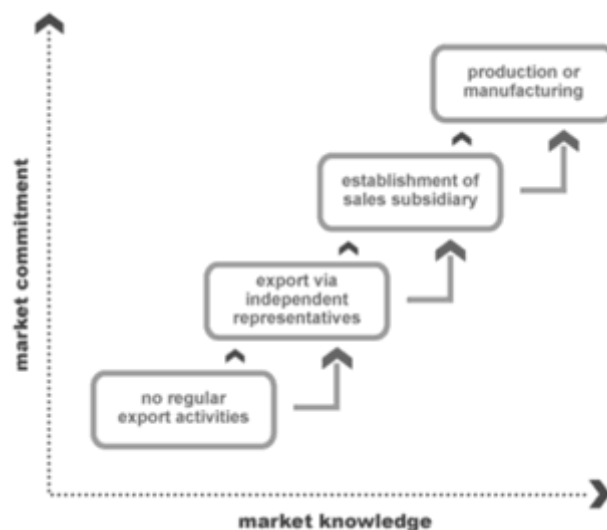 production or
manufacturing
establishment of
sales subsidiary
export via
independent
representatives
no regular
export activities
market commitment
market knowledge